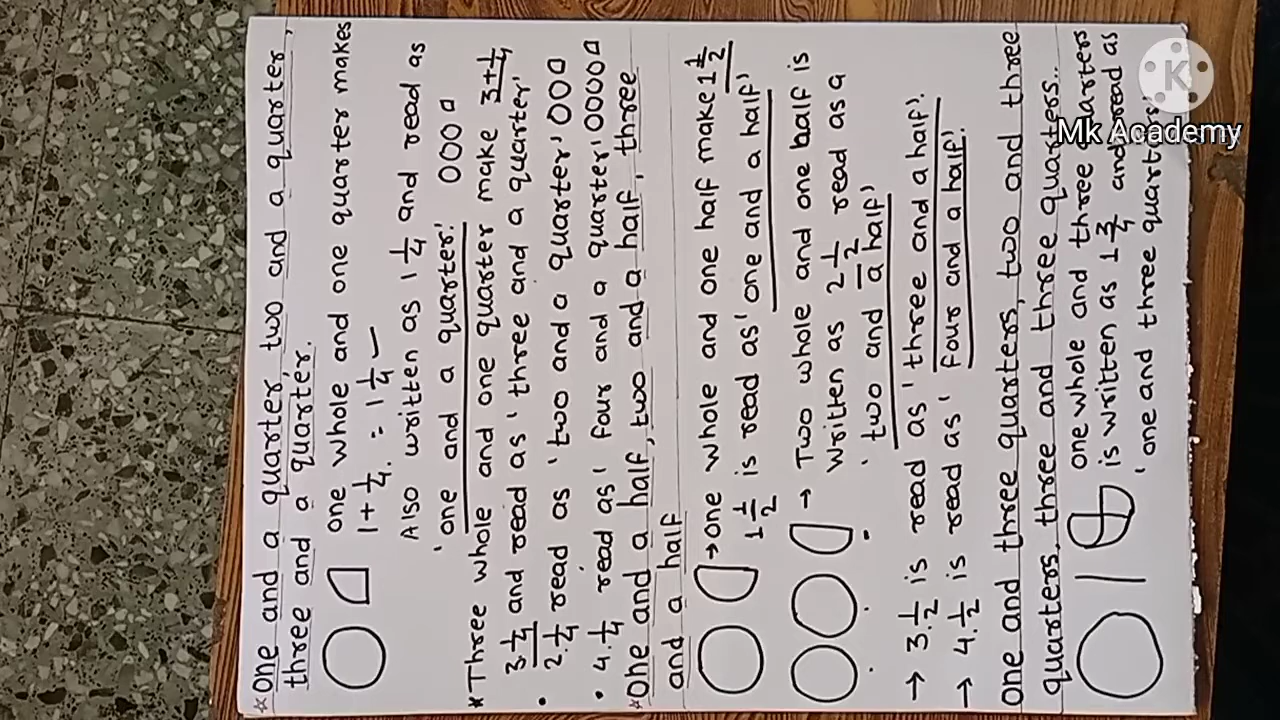 ☆One and a quarter, two and a quarter,
three and a quarter.
one whole and one quarter makes
1 + 1/4. = 1 1/4 —
Also written as 1 1/4 and read as
'one and a quarter.'
*Three whole and one quarter make 3+1/4
3.1/4 and read as 'three and a quarter'
• 2.1/4 read as 'two and a quarter'
• 4.1/4 read as 'four and a quarter'
☆One and a half, two and a half, three
and a half
→ one whole and one half make 1 1/2
1 1/2 is read as 'one and a half'
→ Two whole and one half is
written as 2 1/2 read as a
'two and a half'
→ 3.1/2 is read as 'three and a half'.
→ 4.1/2 is read as 'four and a half'.
One and three quarters, two and three
quarters, three and three quarters..
one whole and three quarters
is written as 1 3/4 and read as
'one and three quarters'
K
Mk Academy